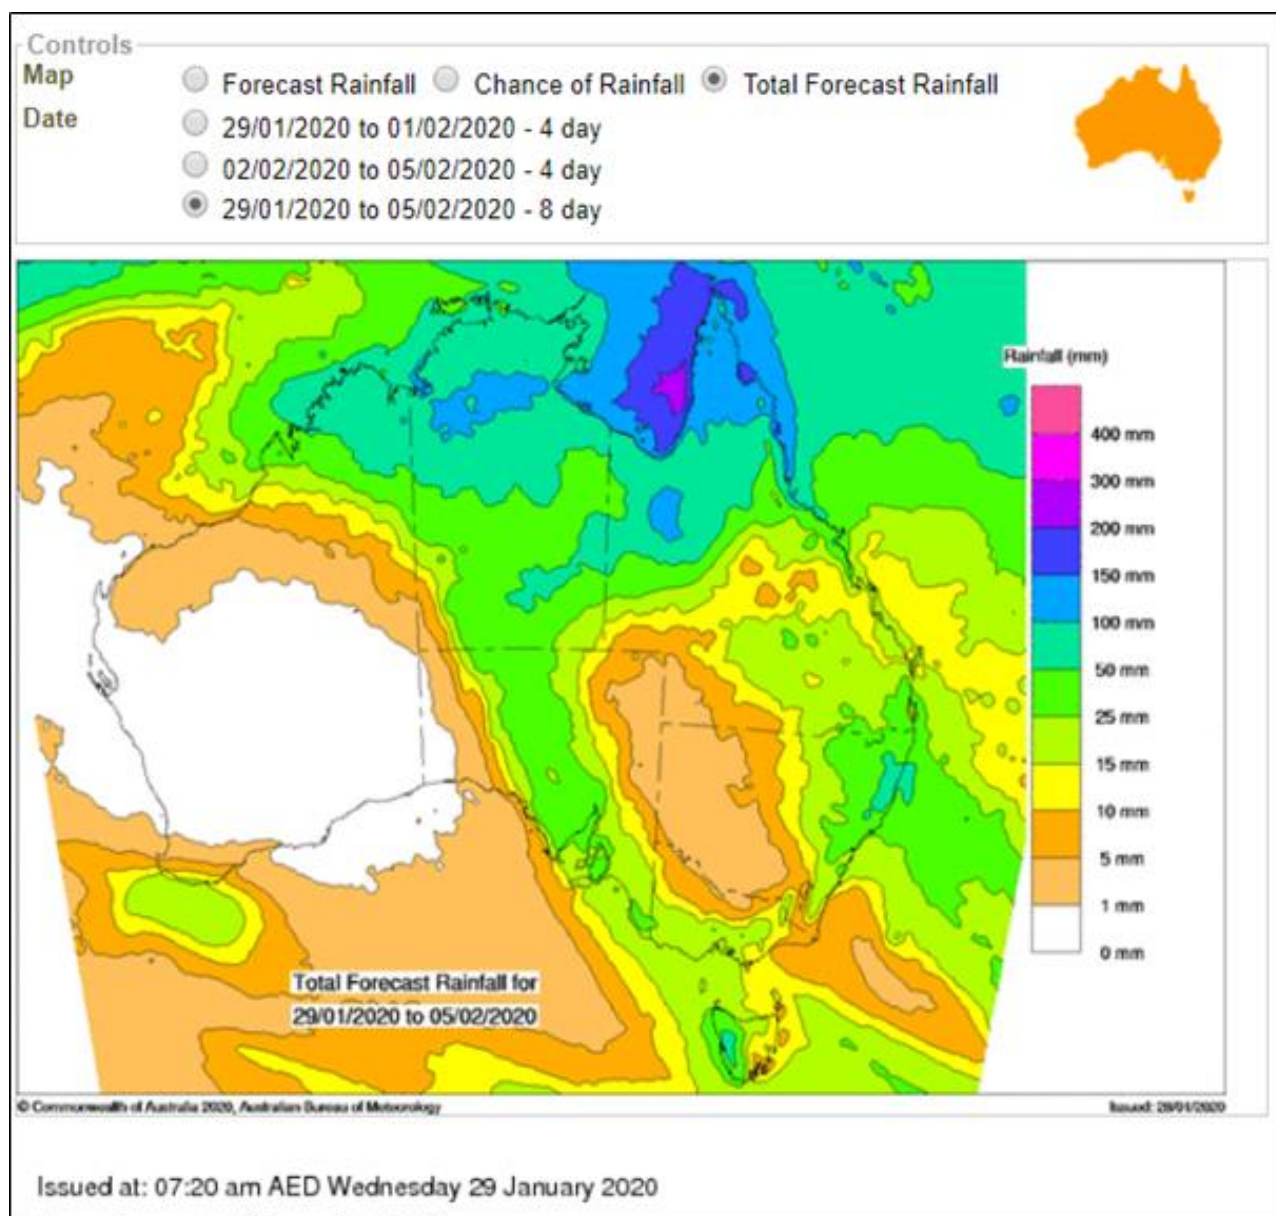 Controls
Map
Forecast Rainfall Chance of Rainfall Total Forecast Rainfall
Date
29/01/2020 to 01/02/2020 - 4 day
02/02/2020 to 05/02/2020 - 4 day
29/01/2020 to 05/02/2020 - 8 day
Rainfall (mm)
400 mm
300 mm
200 mm
150 mm
100 mm
50 mm
25 mm
15 mm
10 mm
5 mm
1 mm
0 mm
Total Forecast Rainfall for
29/01/2020 to 05/02/2020
© Commonwealth of Australia 2020, Australian Bureau of Meteorology
Issued: 29/01/2020
Issued at: 07:20 am AED Wednesday 29 January 2020